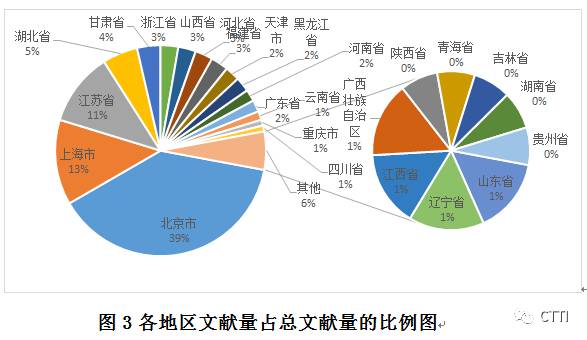 湖北省
5%
甘肃省
4%
浙江省
3%
山西省
3%
河北省
3%
福建省
3%
天津
市
2%
黑龙江
省
2%
河南省
2%
广东省
2%
云南省
1%
重庆市
1%
四川省
1%
其他
6%
北京市
39%
上海市
13%
江苏省
11%
广西
壮族
自治
区
1%
陕西省
0%
青海省
0%
吉林省
0%
湖南省
0%
贵州省
0%
山东省
1%
辽宁省
1%
江西省
1%
图 3 各地区文献量占总文献量的比例图
CTTI